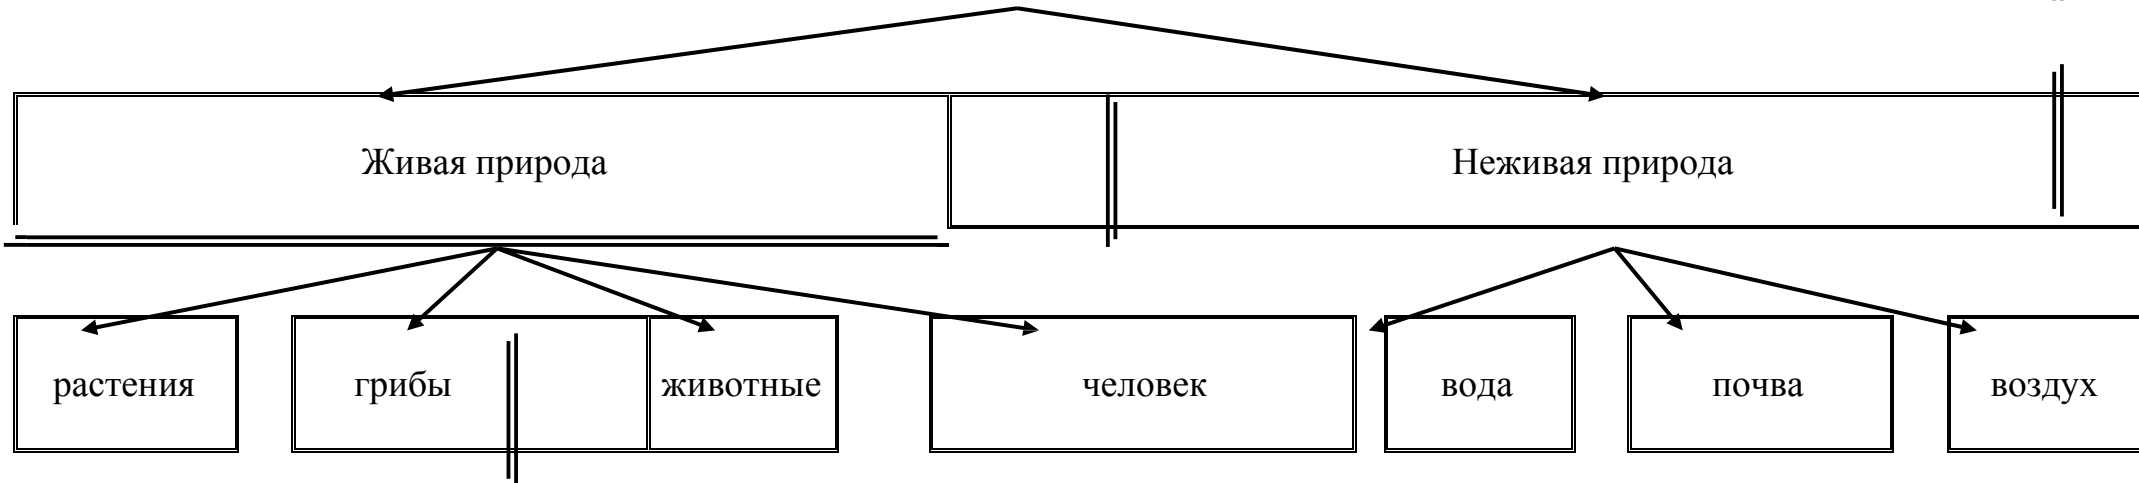 Живая природа Неживая природа
растения грибы животные человек вода почва воздух